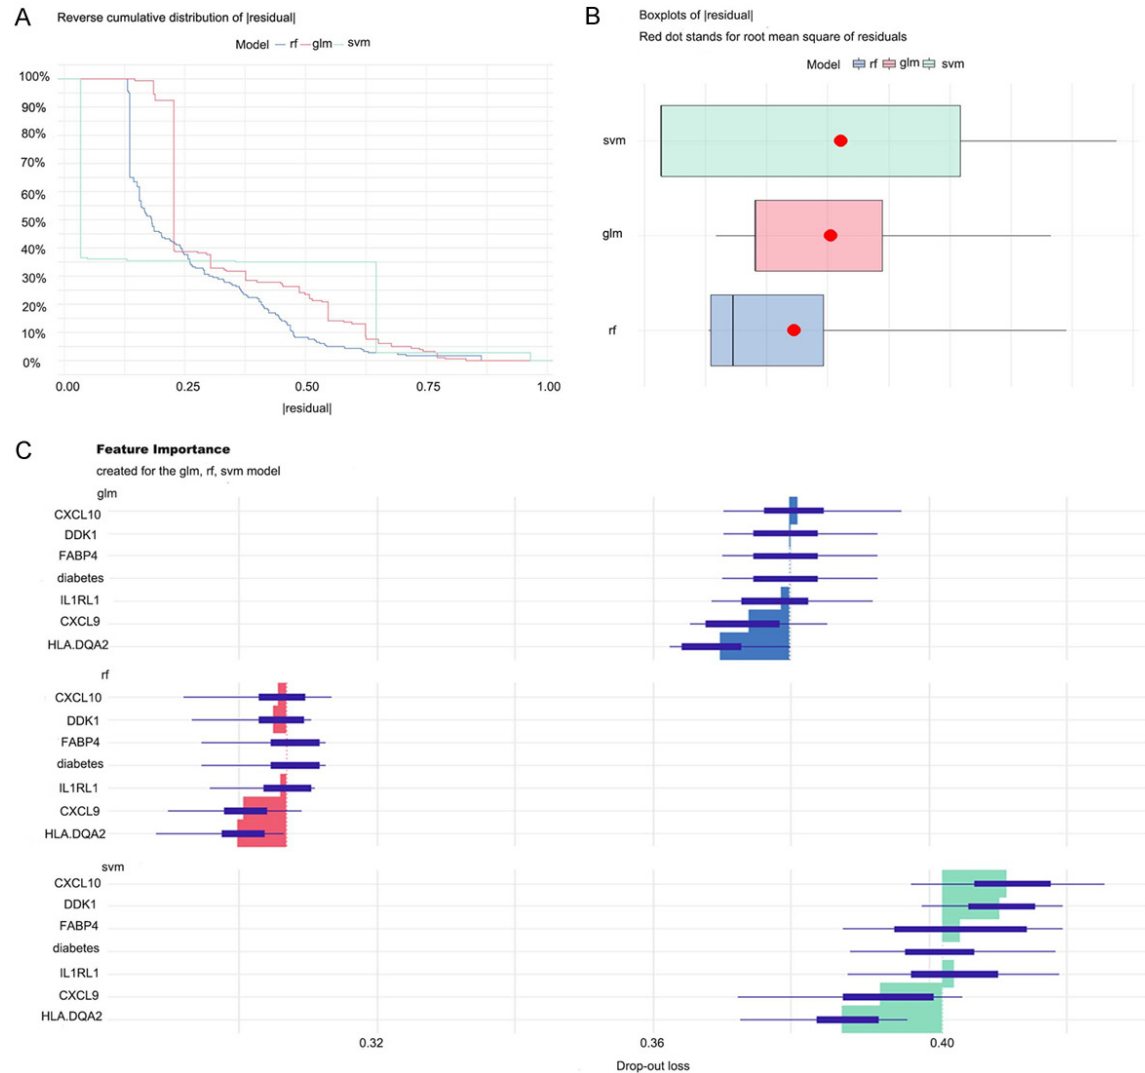 A
Reverse cumulative distribution of |residual|
Model rf glm svm
100%
90%
80%
70%
60%
50%
40%
30%
20%
10%
0%
0.00 0.25 0.50 0.75 1.00
|residual|
B
Boxplots of |residual|
Red dot stands for root mean square of residuals
Model rf glm svm
svm
glm
rf
C
Feature Importance
created for the glm, rf, svm model
glm
CXCL10
DDK1
FABP4
diabetes
IL1RL1
CXCL9
HLA.DQA2
rf
CXCL10
DDK1
FABP4
diabetes
IL1RL1
CXCL9
HLA.DQA2
svm
CXCL10
DDK1
FABP4
diabetes
IL1RL1
CXCL9
HLA.DQA2
0.32 0.36 0.40
Drop-out loss